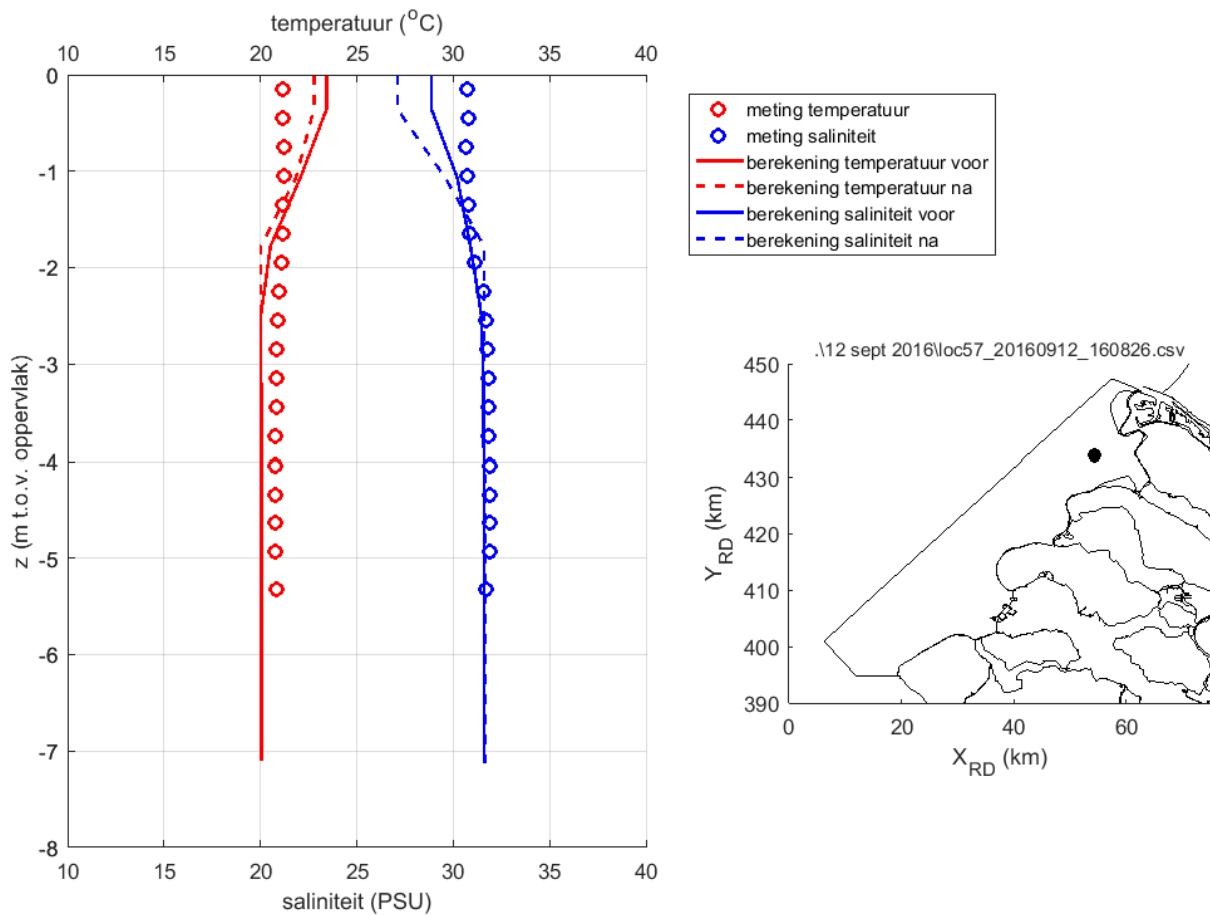 temperatuur (°C)
10 15 20 25 30 35 40
0
-1
-2
-3
-4
-5
-6
-7
-8
z (m t.o.v. oppervlak)
10 15 20 25 30 35 40
saliniteit (PSU)
meting temperatuur
meting saliniteit
berekening temperatuur voor
berekening temperatuur na
berekening saliniteit voor
berekening saliniteit na
.\12 sept 2016\loc57_20160912_160826.csv
450
440
430
420
410
400
390
Y_RD (km)
0 20 40 60
X_RD (km)